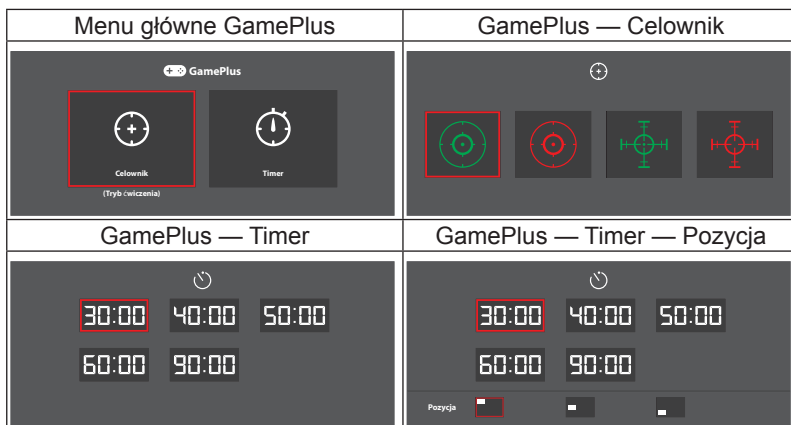 Menu główne GamePlus
GamePlus — Celownik
GamePlus
Celownik
Timer
(Tryb ćwiczenia)
GamePlus — Timer
GamePlus — Timer — Pozycja
30:00 40:00 50:00
60:00 90:00
30:00 40:00 50:00
60:00 90:00
Pozycja